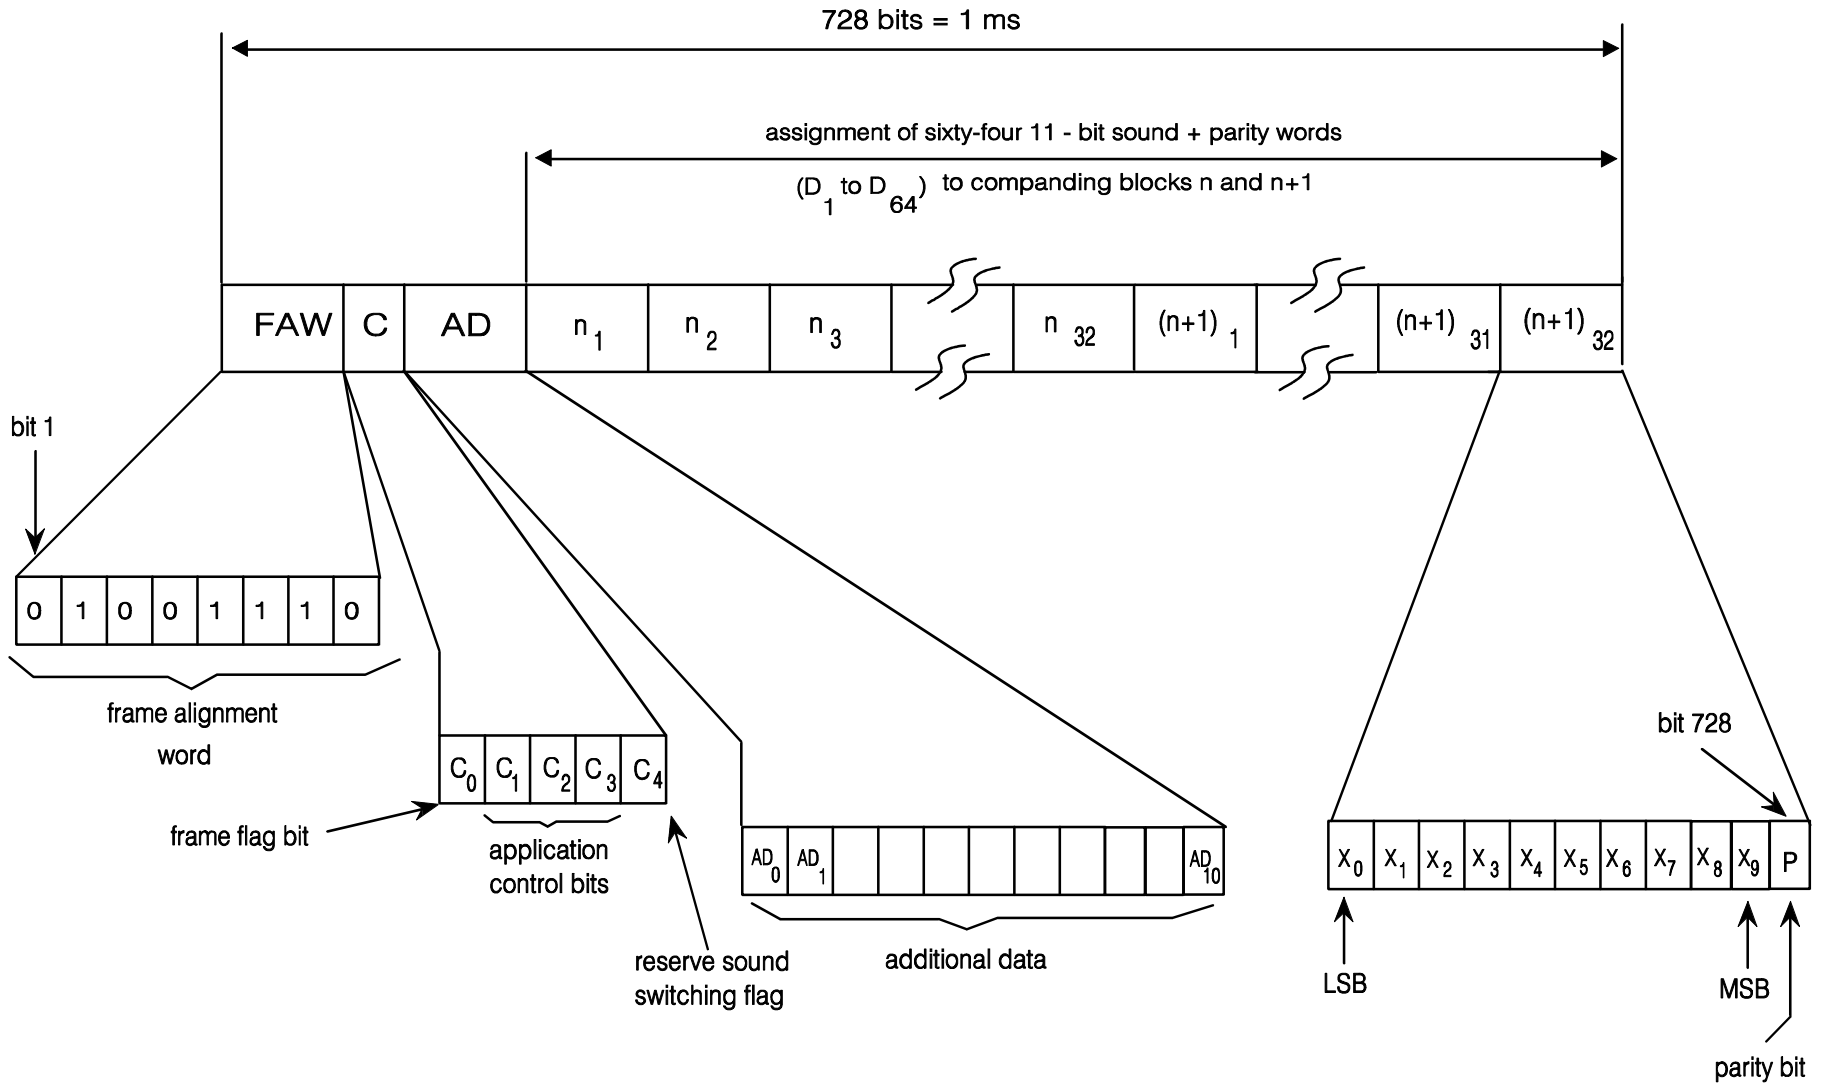 728 bits = 1 ms
assignment of sixty-four 11 - bit sound + parity words
(D1 to D64) to companding blocks n and n+1
FAW C AD n1 n2 n3 n32 (n+1)1 (n+1)31 (n+1)32
bit 1
0 1 0 0 1 1 1 0
frame alignment
word
bit 728
C0 C1 C2 C3 C4
frame flag bit
application
control bits
AD0 AD1 AD10
X0 X1 X2 X3 X4 X5 X6 X7 X8 X9 P
reserve sound
switching flag
additional data
LSB
MSB
parity bit